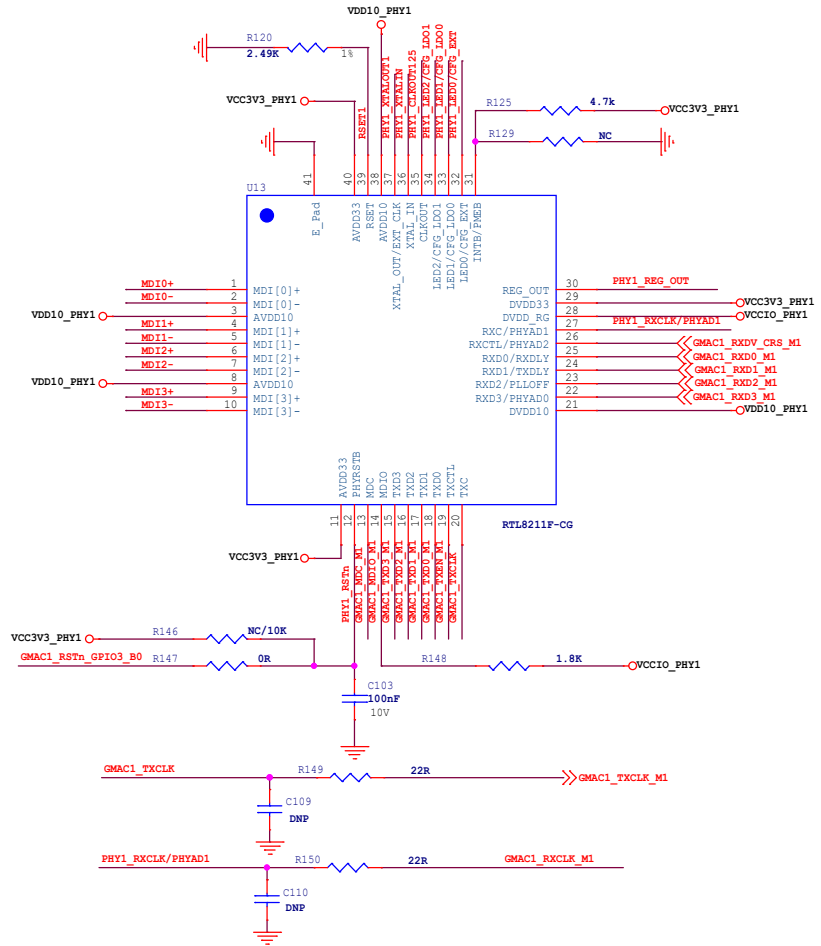 VDD10_PHY1
R120
2.49K
1%
VCC3V3_PHY1
RSET1
PHY1_XTALOUT1
PHY1_XTALIN
PHY1_CLKOUT125
PHY1_LED2/CFG_LDO1
PHY1_LED1/CFG_LDO0
PHY1_LED0/CFG_EXT
R125
4.7k
VCC3V3_PHY1
R129
NC
41
40
39
38
37
36
35
34
33
32
31
U13
E_Pad
AVDD33
RSET
AVDD10
XTAL_OUT/EXT_CLK
XTAL_IN
CLKOUT
LED2/CFG_LDO1
LED1/CFG_LDO0
LED0/CFG_EXT
INTB/PMEB
MDI0+ 1 MDI[0]+
MDI0- 2 MDI[0]-
VDD10_PHY1 3 AVDD10
MDI1+ 4 MDI[1]+
MDI1- 5 MDI[1]-
MDI2+ 6 MDI[2]+
MDI2- 7 MDI[2]-
VDD10_PHY1 8 AVDD10
MDI3+ 9 MDI[3]+
MDI3- 10 MDI[3]-
REG_OUT 30 PHY1_REG_OUT
DVDD33 29 VCC3V3_PHY1
DVDD_RG 28 VCCIO_PHY1
RXC/PHYAD1 27 PHY1_RXCLK/PHYAD1
RXCTL/PHYAD2 26 GMAC1_RXDV_CRS_M1
RXD0/RXDLY 25 GMAC1_RXD0_M1
RXD1/TXDLY 24 GMAC1_RXD1_M1
RXD2/PLLOFF 23 GMAC1_RXD2_M1
RXD3/PHYAD0 22 GMAC1_RXD3_M1
DVDD10 21 VDD10_PHY1
AVDD33
PHYRSTB
MDC
MDIO
TXD3
TXD2
TXD1
TXD0
TXCTL
TXC
11
12
13
14
15
16
17
18
19
20
RTL8211F-CG
VCC3V3_PHY1
PHY1_RSTn
GMAC1_MDC_M1
GMAC1_MDIO_M1
GMAC1_TXD3_M1
GMAC1_TXD2_M1
GMAC1_TXD1_M1
GMAC1_TXD0_M1
GMAC1_TXEN_M1
GMAC1_TXCLK
VCC3V3_PHY1 R146 NC/10K
GMAC1_RSTn_GPIO3_B0 R147 0R
R148 1.8K VCCIO_PHY1
C103
100nF
10V
GMAC1_TXCLK R149 22R GMAC1_TXCLK_M1
C109
DNP
PHY1_RXCLK/PHYAD1 R150 22R GMAC1_RXCLK_M1
C110
DNP